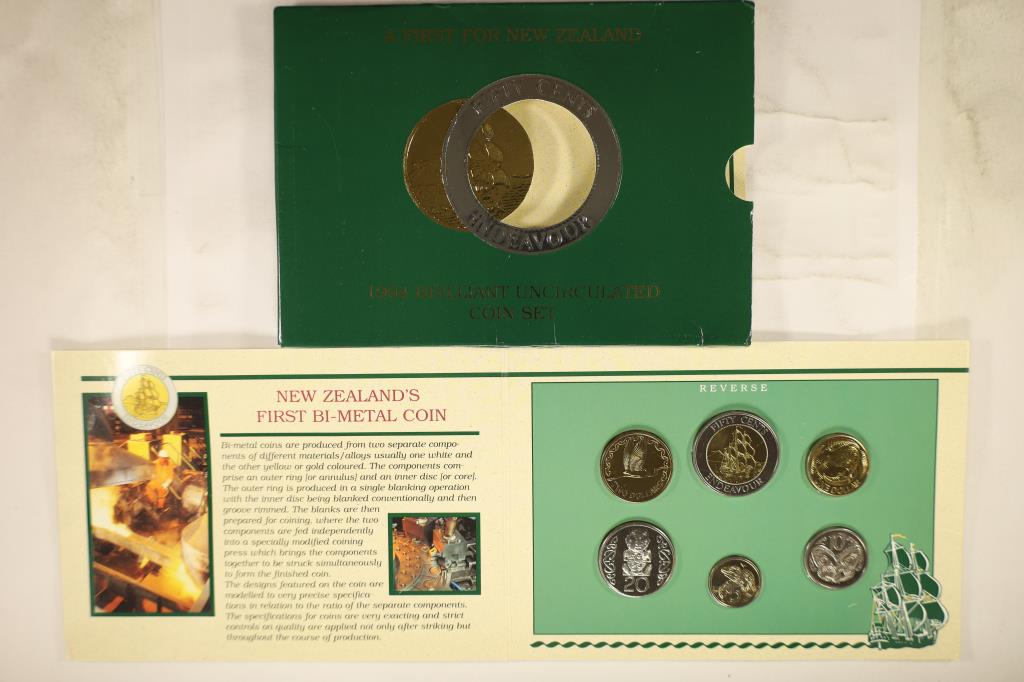 A FIRST FOR NEW ZEALAND
FIFTY CENTS
ENDEAVOUR
1994 BRILLIANT UNCIRCULATED
COIN SET
NEW ZEALAND'S
FIRST BI-METAL COIN
Bi-metal coins are produced from two separate compo-
nents of different materials/alloys usually one white and
the other yellow or gold coloured. The components com-
prise an outer ring [or annulus] and an inner disc [or core].
The outer ring is produced in a single blanking operation
with the inner disc being blanked conventionally and then
groove rimmed. The blanks are then
prepared for coining, where the two
components are fed independently
into a specially modified coining
press which brings the components
together to be struck simultaneously
to form the finished coin.
The designs featured on the coin are
modelled to very precise specifica-
tions in relation to the ratio of the separate components.
The specifications for coins are very exacting and strict
controls on quality are applied not only after striking but
throughout the course of production.
REVERSE
TWO DOLLARS
FIFTY CENTS
ENDEAVOUR
DOLLAR
20
10